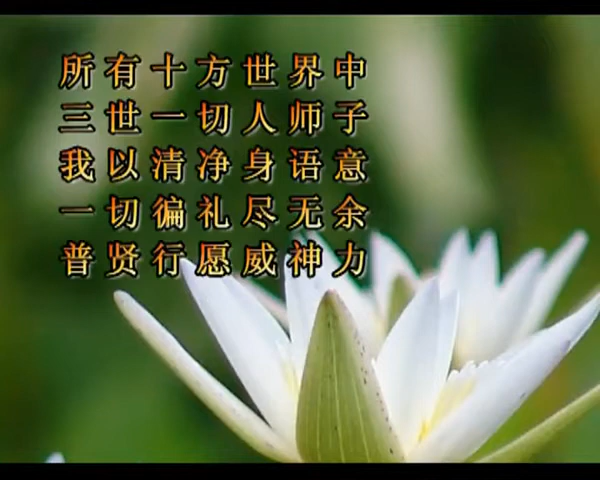 所有十方世界中
三世一切人师子
我以清净身语意
一切徧礼尽无余
普贤行愿威神力